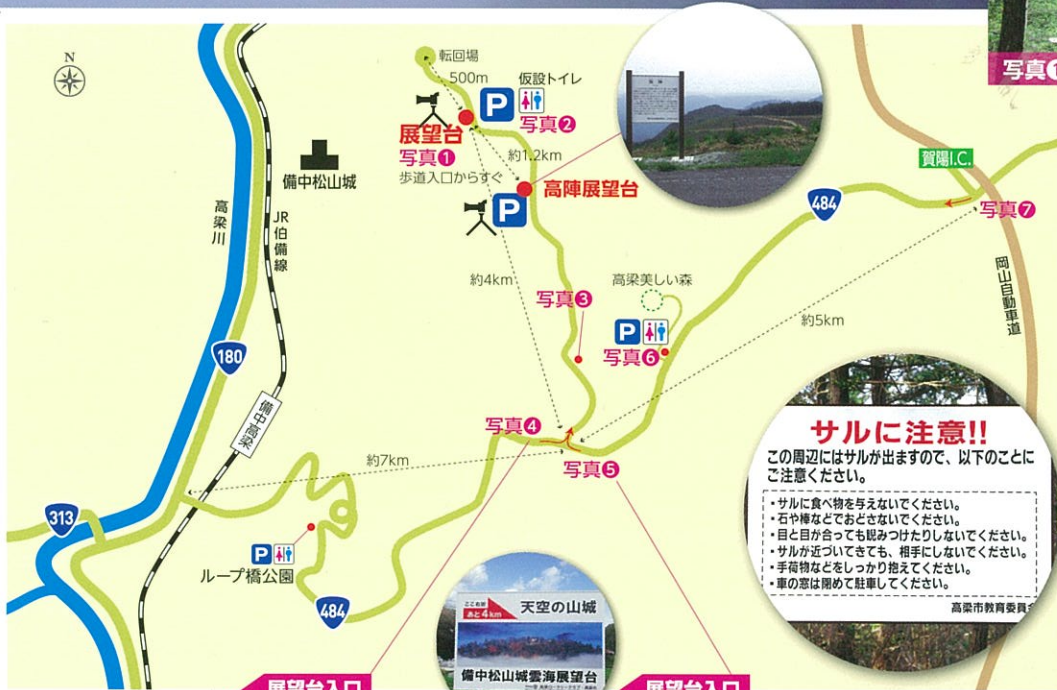 N
転回場
500m
仮設トイレ
P
写真❷
展望台
写真❶
歩道入口からすぐ
約1.2km
高陣展望台
P
備中松山城
高梁川
JR伯備線
180
備中高梁
313
約4km
写真❸
高梁美しい森
P
写真❻
484
賀陽I.C.
写真❼
岡山自動車道
約5km
写真❹
写真❺
約7km
P
ループ橋公園
484
写真❶
サルに注意!!
この周辺にはサルが出ますので、以下のことに
ご注意ください。
・サルに食べ物を与えないでください。
・石や棒などでおどさないでください。
・目と目が合っても睨みつけたりしないでください。
・サルが近づいてきても、相手にしないでください。
・手荷物などをしっかり抱えてください。
・車の窓は閉めて駐車してください。
高梁市教育委員会
ここを右折
あと4km
天空の山城
備中松山城雲海展望台
展望台入口
展望台入口